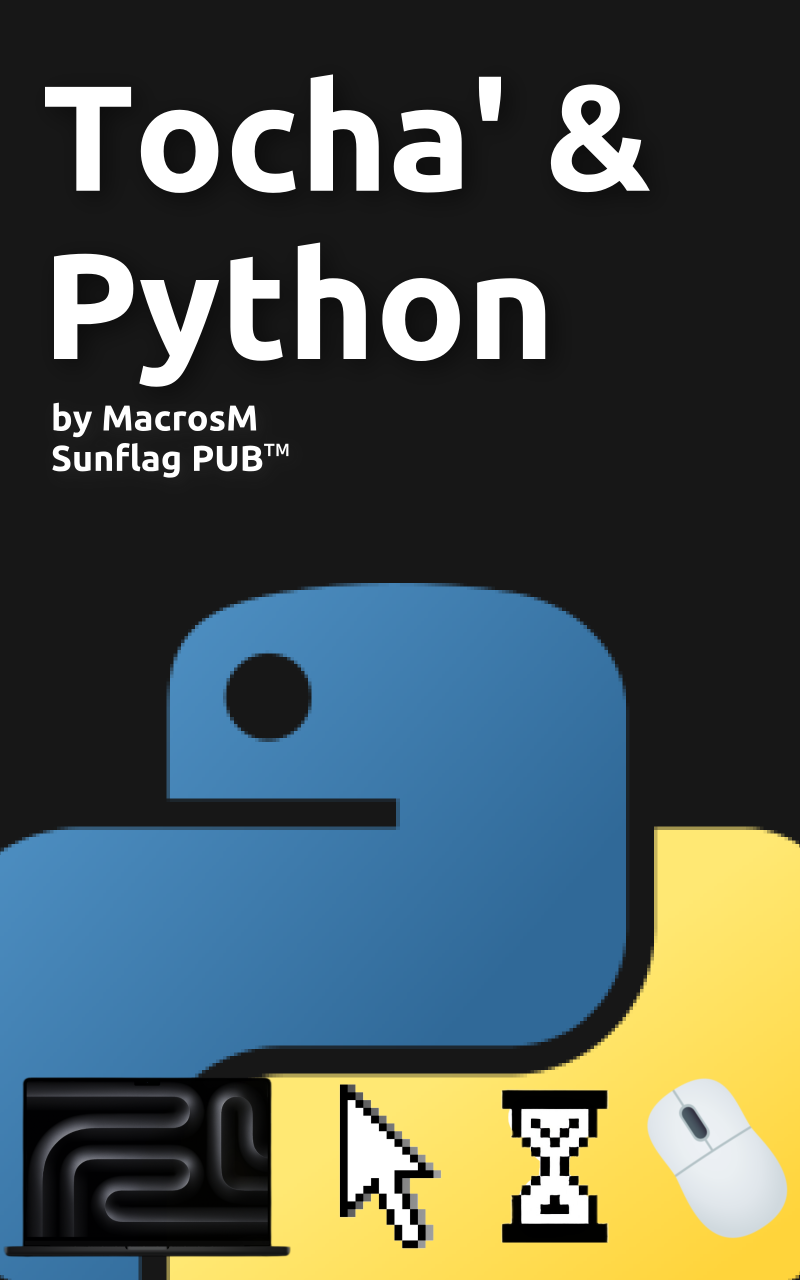 Tocha' &
Python
by MacrosM
Sunflag PUB™